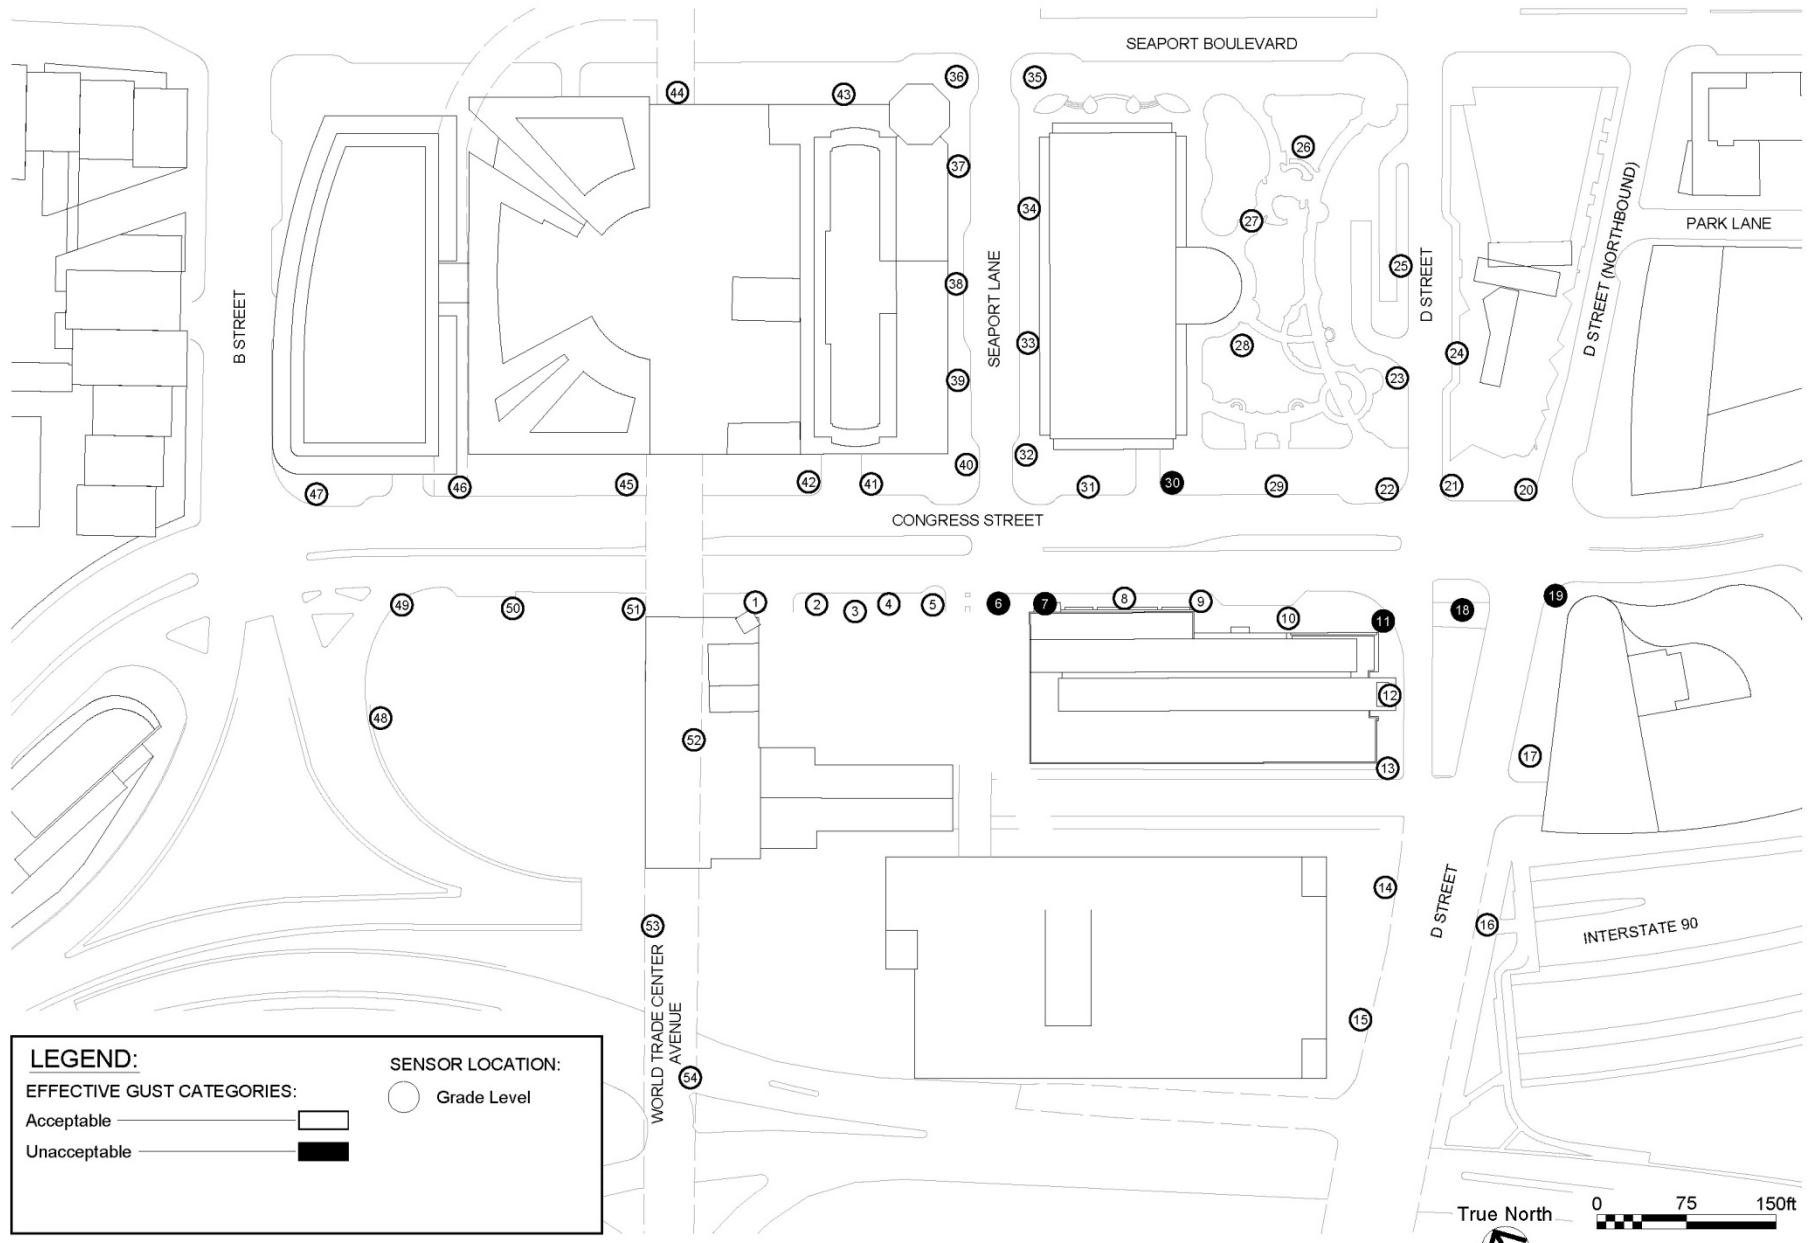 SEAPORT BOULEVARD
36
35
44
43
26
37
34
27
D STREET (NORTHBOUND)
PARK LANE
25
38
D STREET
B STREET
SEAPORT LANE
33
28
24
39
23
32
40
47
46
45
42
41
31
30
29
22
21
20
CONGRESS STREET
49
50
51
1
2
3
4
5
6
7
8
9
10
11
18
19
12
48
52
17
13
14
D STREET
16
INTERSTATE 90
53
WORLD TRADE CENTER
AVENUE
15
54
LEGEND:
EFFECTIVE GUST CATEGORIES:
Acceptable
Unacceptable
SENSOR LOCATION:
Grade Level
True North
0 75 150ft